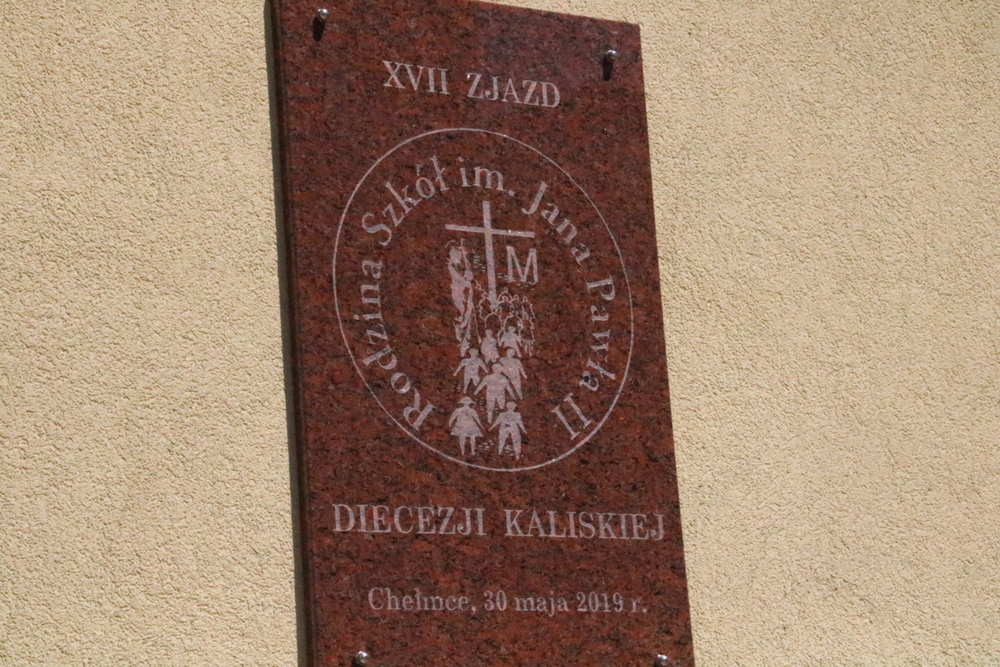 XVII ZJAZD
Rodzina Szkół im. Jana Pawła II
M
DIECEZJI KALISKIEJ
Chełmce, 30 maja 2019 r.